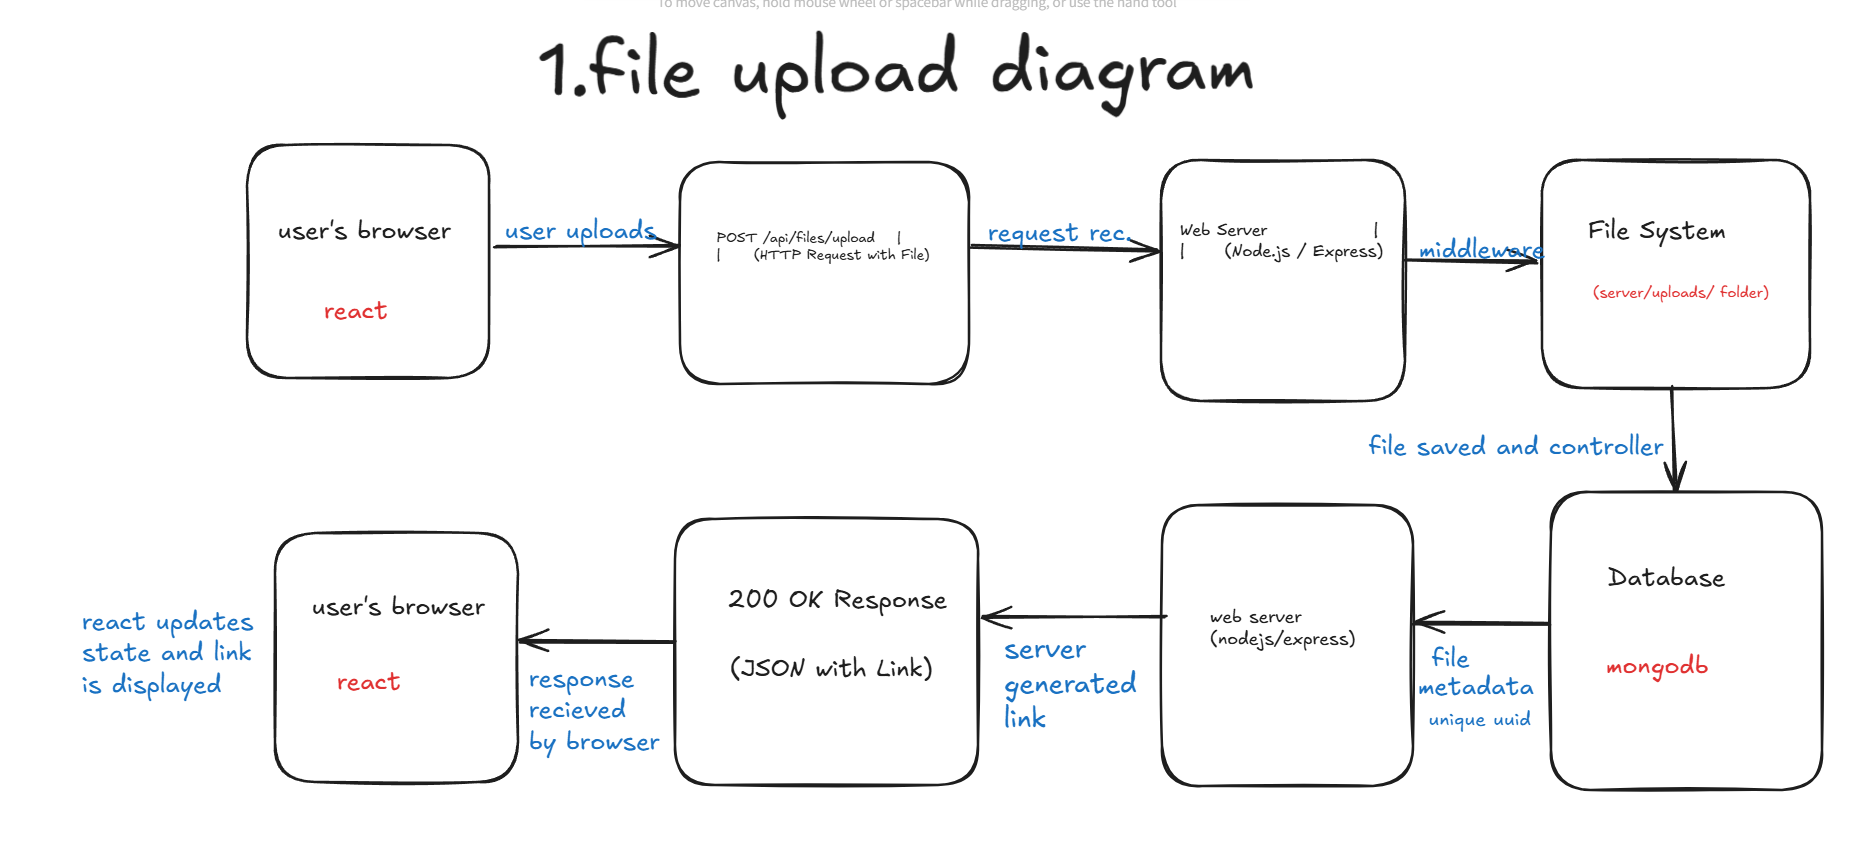 To move canvas, hold mouse wheel or spacebar while dragging, or use the hand tool
1.file upload diagram
user's browser
react
user uploads
POST /api/files/upload |
| (HTTP Request with File)
request rec.
Web Server |
| (Node.js / Express)
middleware
File System
(server/uploads/ folder)
file saved and controller
Database
mongodb
file
metadata
unique uuid
web server
(nodejs/express)
server
generated
link
200 OK Response
(JSON with Link)
response
recieved
by browser
user's browser
react
react updates
state and link
is displayed